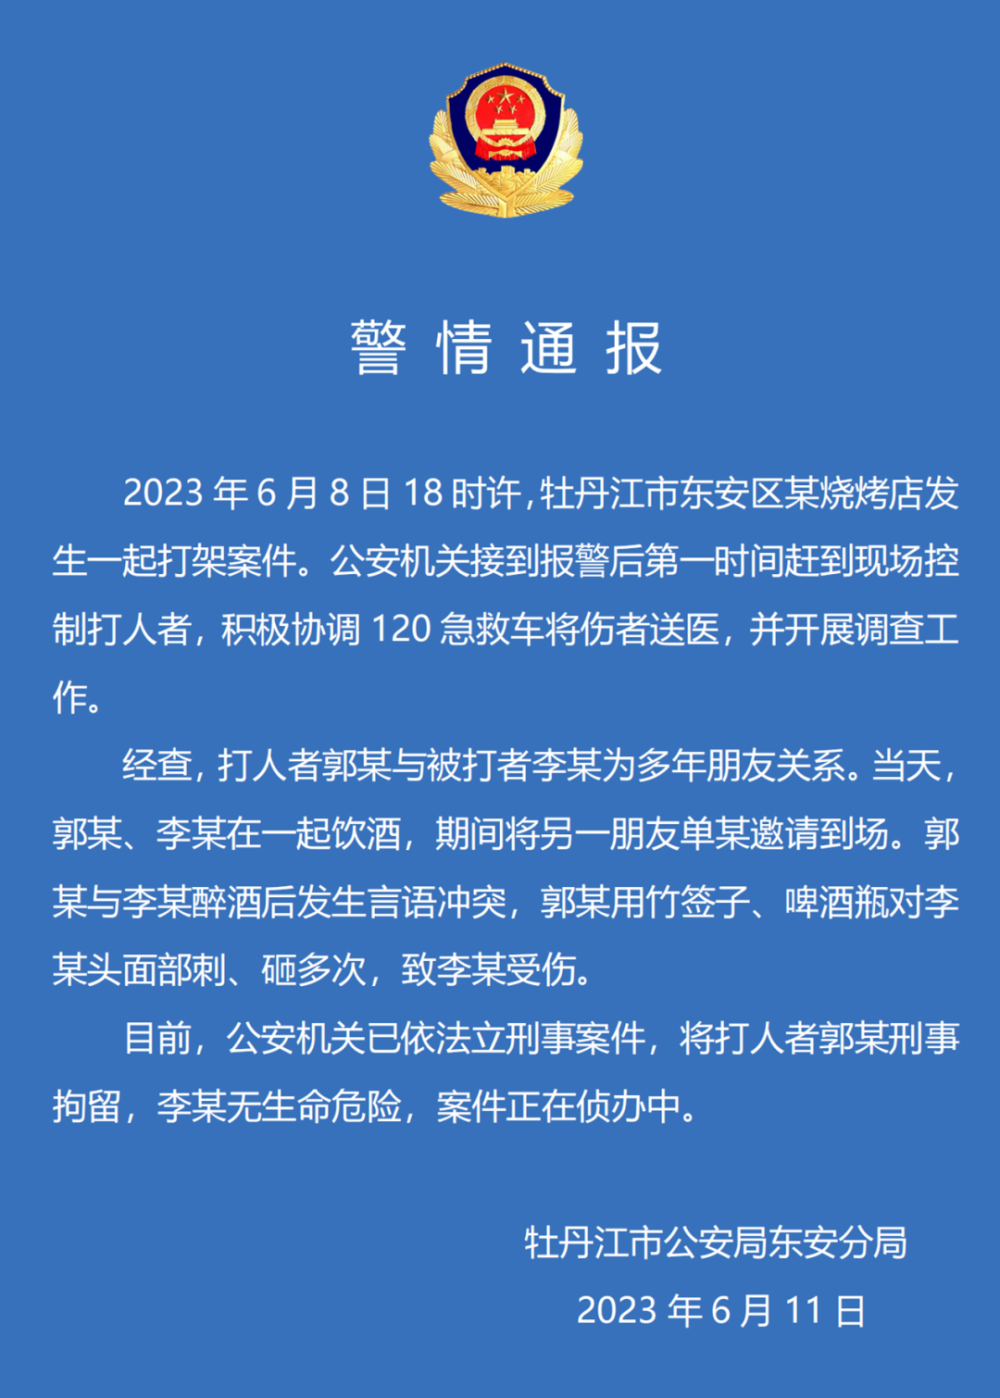 警情通报
2023年6月8日18时许，牡丹江市东安区某烧烤店发
生一起打架案件。公安机关接到报警后第一时间赶到现场控
制打人者，积极协调120急救车将伤者送医，并开展调查工
作。
经查，打人者郭某与被打者李某为多年朋友关系。当天，
郭某、李某在一起饮酒，期间将另一朋友单某邀请到场。郭
某与李某醉酒后发生言语冲突，郭某用竹签子、啤酒瓶对李
某头面部刺、砸多次，致李某受伤。
目前，公安机关已依法立刑事案件，将打人者郭某刑事
拘留，李某无生命危险，案件正在侦办中。
牡丹江市公安局东安分局
2023年6月11日